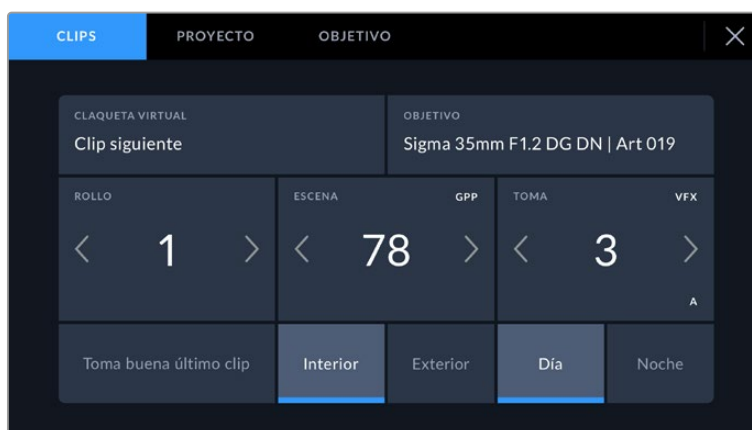 CLIPS PROYECTO OBJETIVO
CLAQUETA VIRTUAL OBJETIVO
Clip siguiente Sigma 35mm F1.2 DG DN | Art 019
ROLLO ESCENA GPP TOMA VFX
1 78 3
A
Toma buena último clip Interior Exterior Día Noche